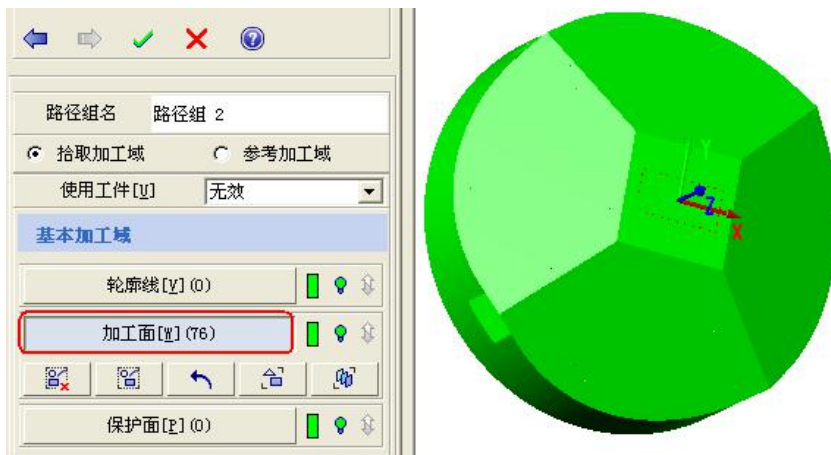 路径组名 路径组 2
拾取加工域 参考加工域
使用工件[U] 无效
基本加工域
轮廓线[V](0)
加工面[W](76)
保护面[P](0)
Y
Z
X